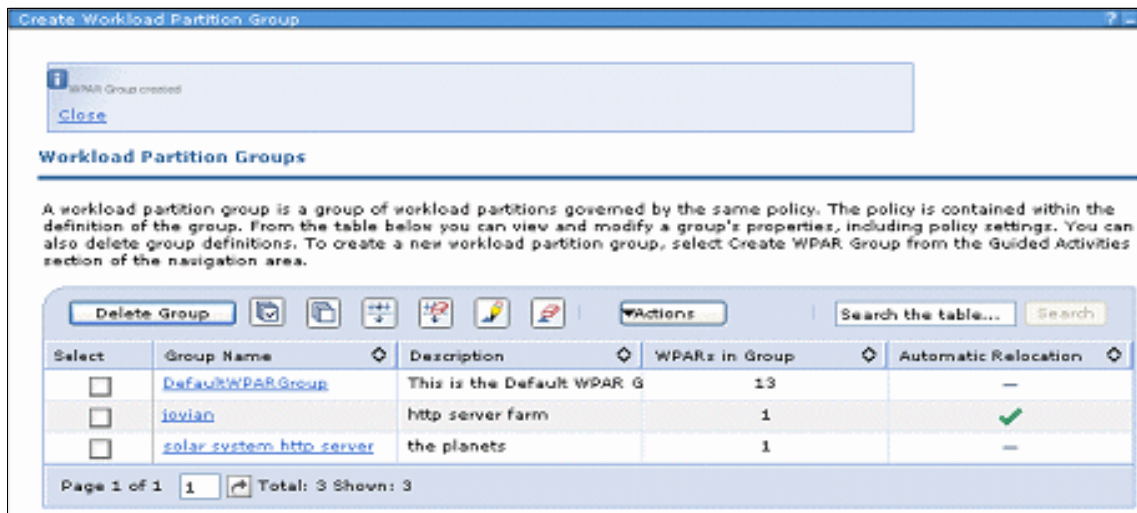 Create Workload Partition Group ? –
i WPAR Group created
Close
Workload Partition Groups
A workload partition group is a group of workload partitions governed by the same policy. The policy is contained within the
definition of the group. From the table below you can view and modify a group's properties, including policy settings. You can
also delete group definitions. To create a new workload partition group, select Create WPAR Group from the Guided Activities
section of the navigation area.
Delete Group Actions Search the table... Search
Select Group Name Description WPARs in Group Automatic Relocation
DefaultWPARGroup This is the Default WPAR G 13 –
jovian http server farm 1 ✓
solar system http server the planets 1 –
Page 1 of 1 1 Total: 3 Shown: 3